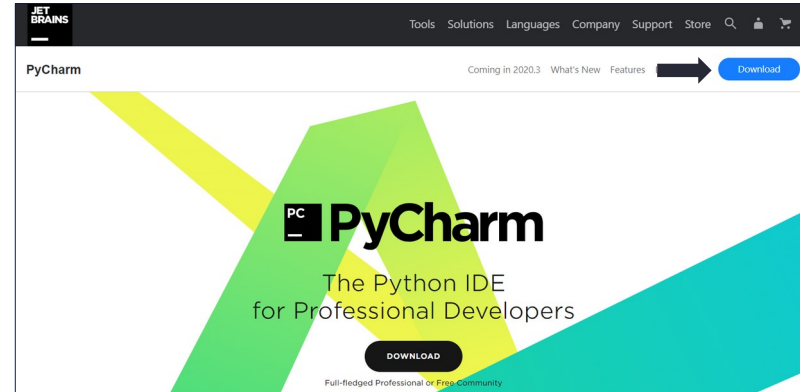 JET
BRAINS
Tools Solutions Languages Company Support Store
PyCharm
Coming in 2020.3 What's New Features
Download
PC
PyCharm
The Python IDE
for Professional Developers
DOWNLOAD
Full-fledged Professional or Free Community